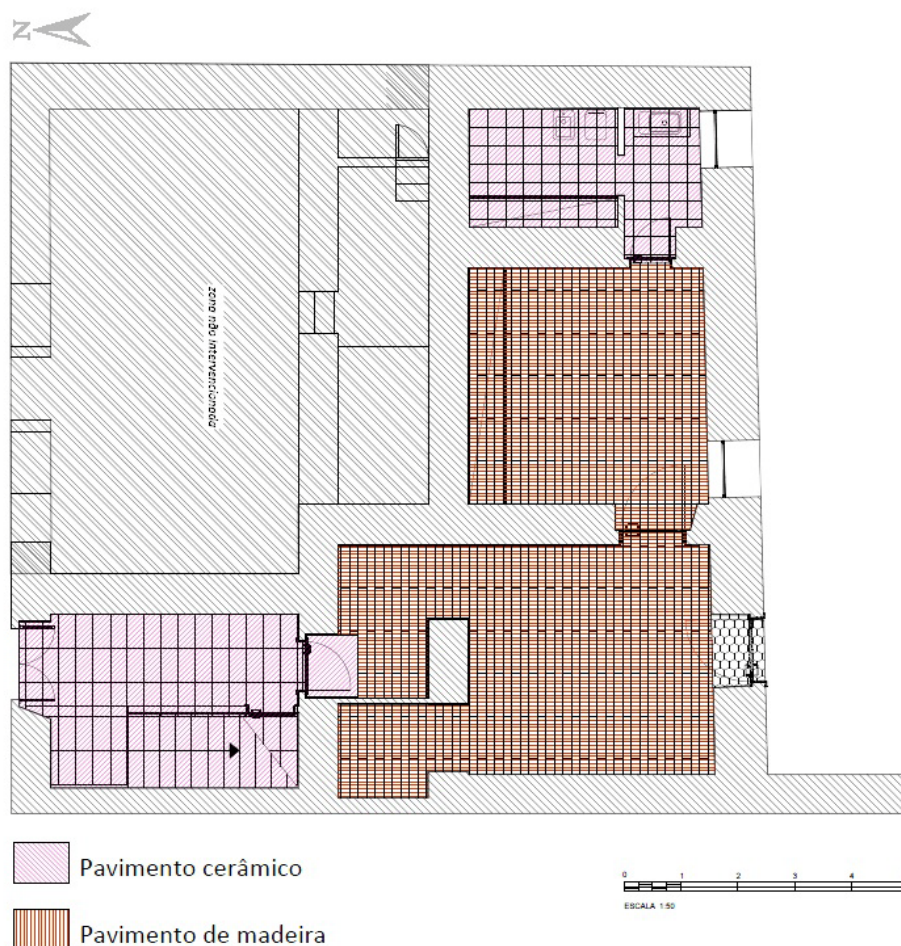 N
zona não intervencionada
Pavimento cerâmico
Pavimento de madeira
0 1 2 3 4
ESCALA 1:50